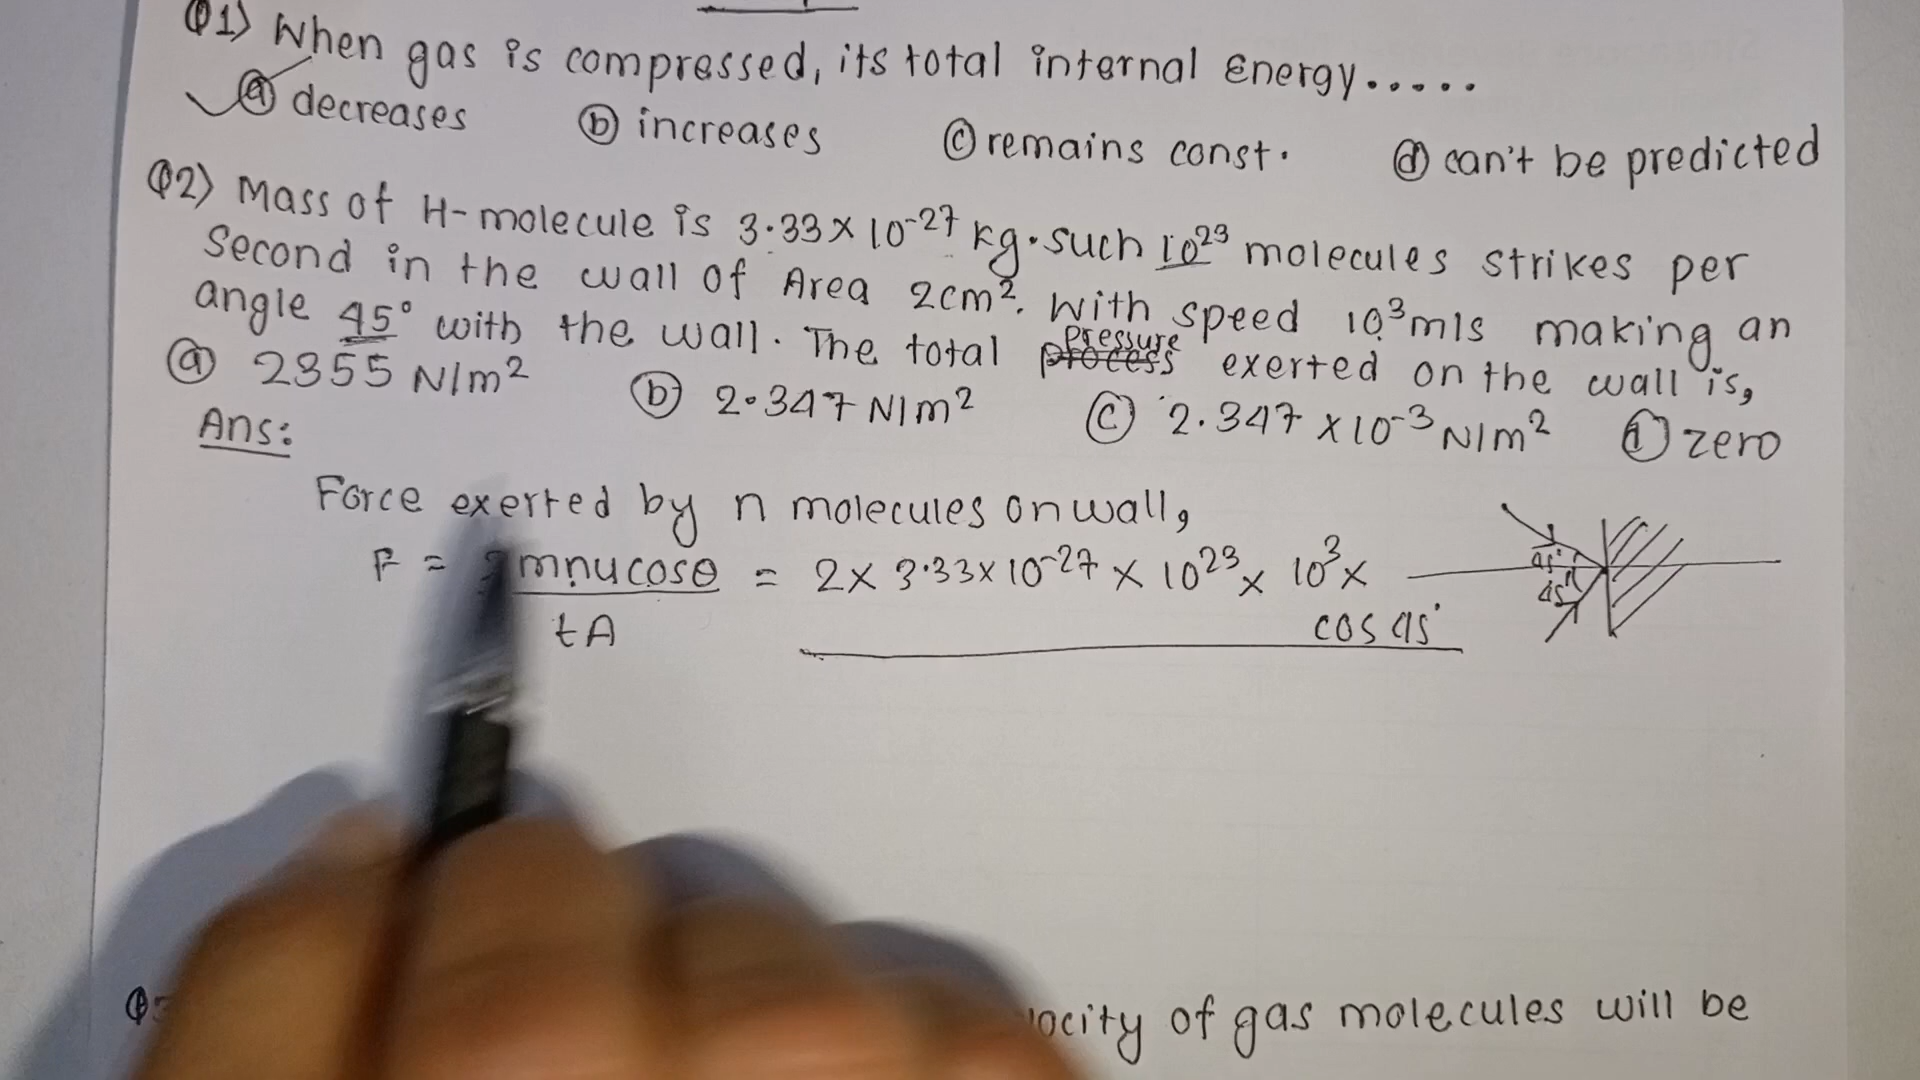 Q1) When gas is compressed, its total internal Energy.....
ⓐ decreases ⓑ increases ⓒ remains const. ⓓ can't be predicted
Q2) Mass of H-molecule is 3.33×10⁻²⁷ kg. such 10²³ molecules strikes per
second in the wall of Area 2cm². With speed 10³m/s making an
angle 45° with the wall. The total pressure exerted on the wall is,
ⓐ 2355 N/m² ⓑ 2.347 N/m² ⓒ 2.347 ×10⁻³ N/m² ⓓ zero
Ans:
Force exerted by n molecules on wall,
F = 2mnucosθ = 2× 3.33×10⁻²⁷ × 10²³ × 10³×
tA cos 45°
45°
45°
of gas molecules will be